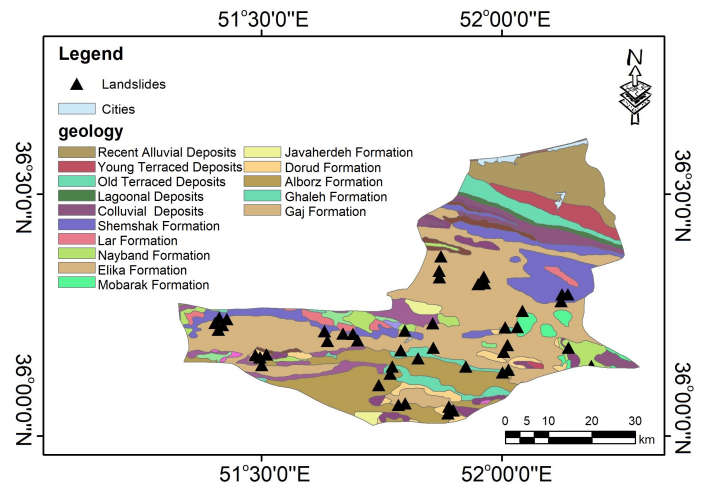 51°30'0"E 52°0'0"E
Legend
Landslides
Cities
geology
Recent Alluvial Deposits
Young Terraced Deposits
Old Terraced Deposits
Lagoonal Deposits
Colluvial Deposits
Shemshak Formation
Lar Formation
Nayband Formation
Elika Formation
Mobarak Formation
Javaherdeh Formation
Dorud Formation
Alborz Formation
Ghaleh Formation
Gaj Formation
N
36°30'0"N
36°30'0"N
36°0'0"N
36°0'0"N
0 5 10 20 30
km
51°30'0"E 52°0'0"E